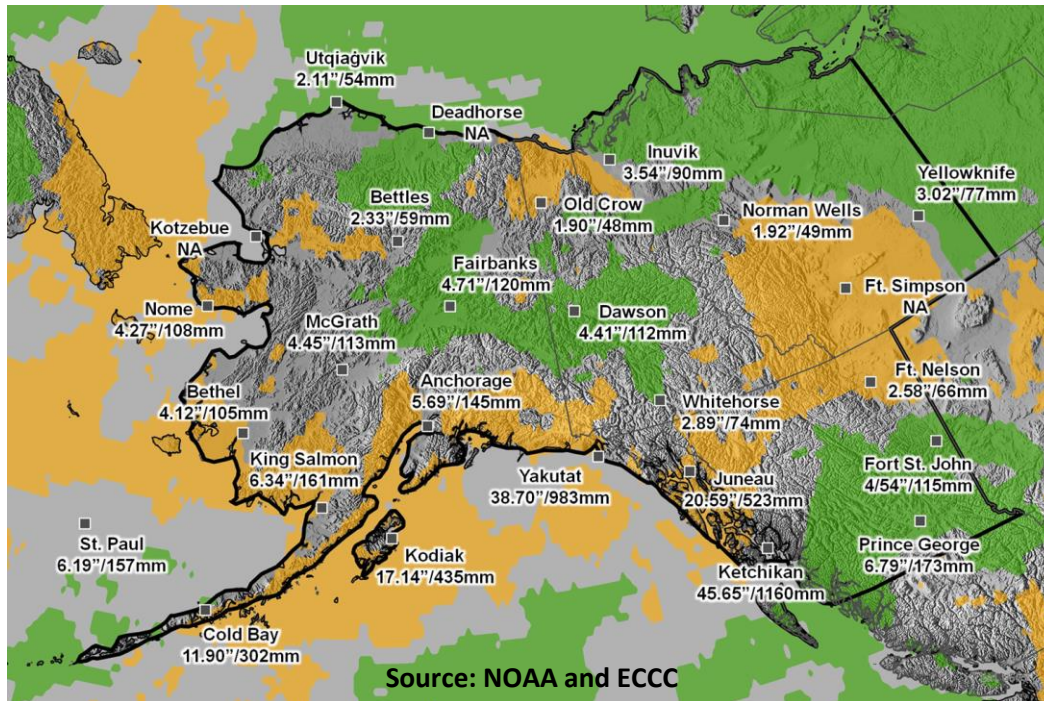 Utqiaġvik
2.11”/54mm
Deadhorse
NA
Inuvik
3.54”/90mm
Yellowknife
3.02”/77mm
Bettles
2.33”/59mm
Old Crow
1.90”/48mm
Norman Wells
1.92”/49mm
Kotzebue
NA
Fairbanks
4.71”/120mm
Ft. Simpson
NA
Nome
4.27”/108mm
McGrath
4.45”/113mm
Dawson
4.41”/112mm
Ft. Nelson
2.58”/66mm
Bethel
4.12”/105mm
Anchorage
5.69”/145mm
Whitehorse
2.89”/74mm
King Salmon
6.34”/161mm
Yakutat
38.70”/983mm
Juneau
20.59”/523mm
Fort St. John
4/54”/115mm
St. Paul
6.19”/157mm
Kodiak
17.14”/435mm
Ketchikan
45.65”/1160mm
Prince George
6.79”/173mm
Cold Bay
11.90”/302mm
Source: NOAA and ECCC